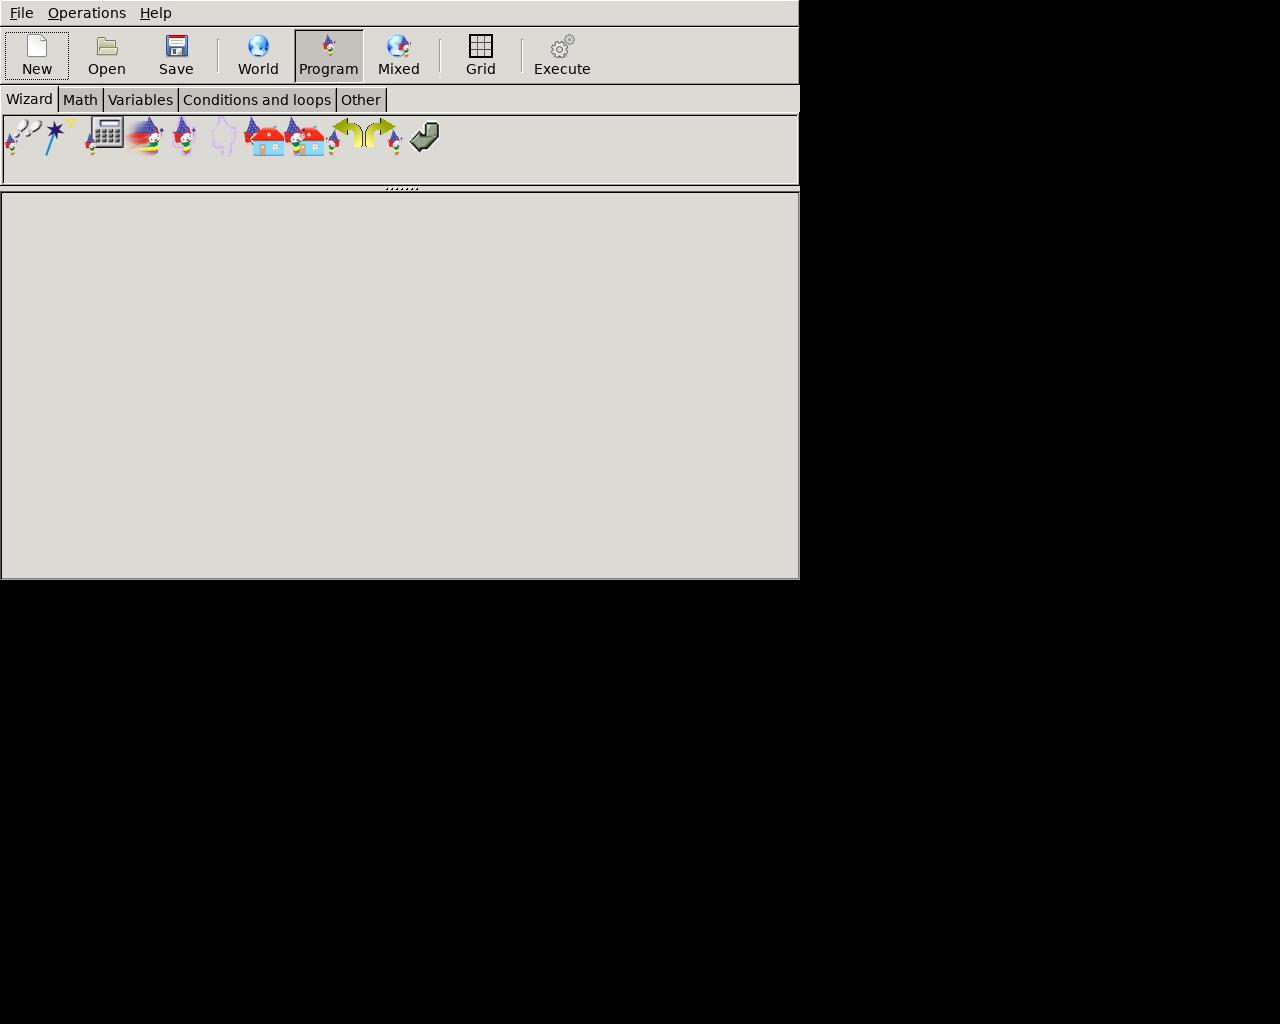 File Operations Help
New Open Save World Program Mixed Grid Execute
Wizard Math Variables Conditions and loops Other